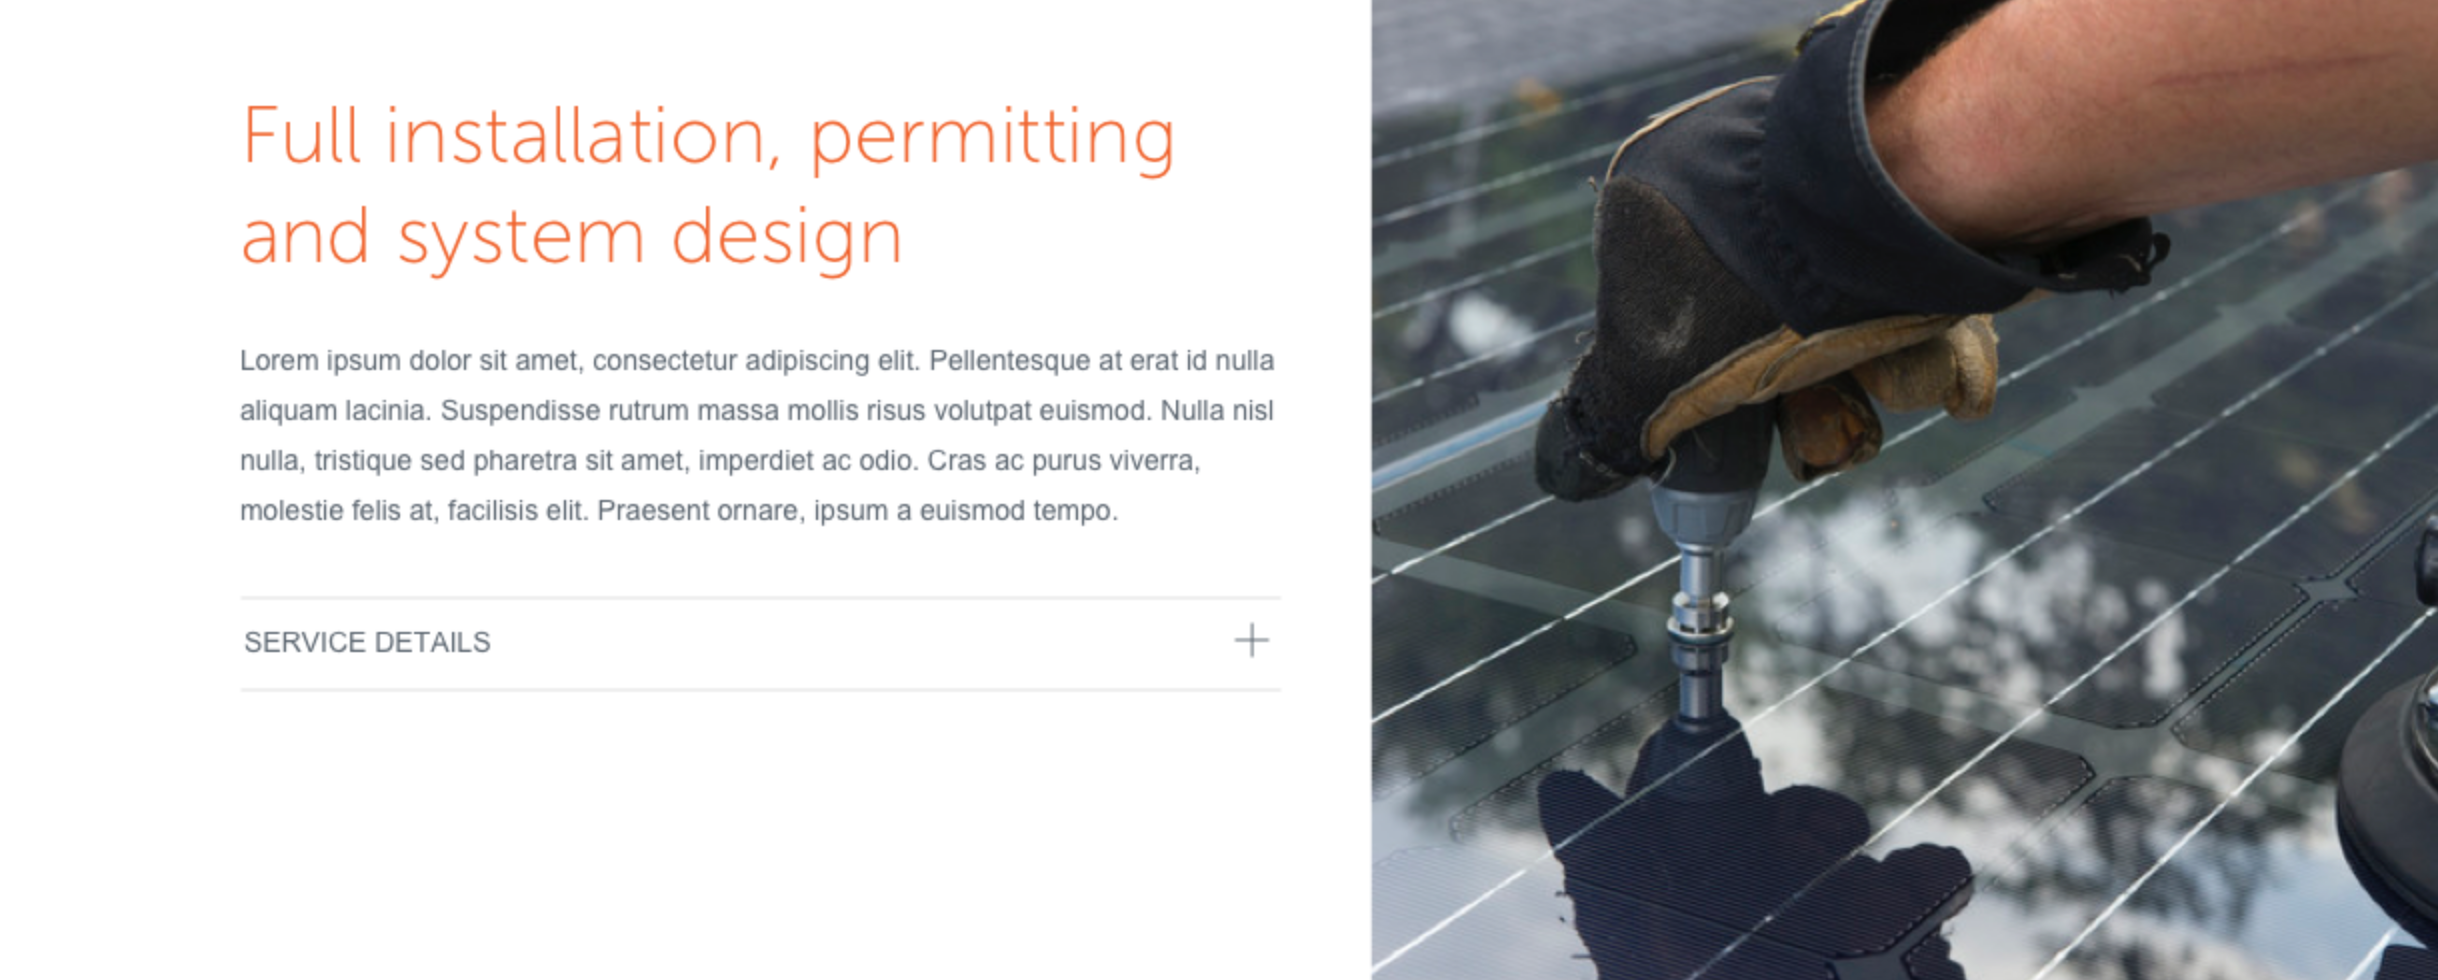 Full installation, permitting
and system design
Lorem ipsum dolor sit amet, consectetur adipiscing elit. Pellentesque at erat id nulla
aliquam lacinia. Suspendisse rutrum massa mollis risus volutpat euismod. Nulla nisl
nulla, tristique sed pharetra sit amet, imperdiet ac odio. Cras ac purus viverra,
molestie felis at, facilisis elit. Praesent ornare, ipsum a euismod tempo.
SERVICE DETAILS +